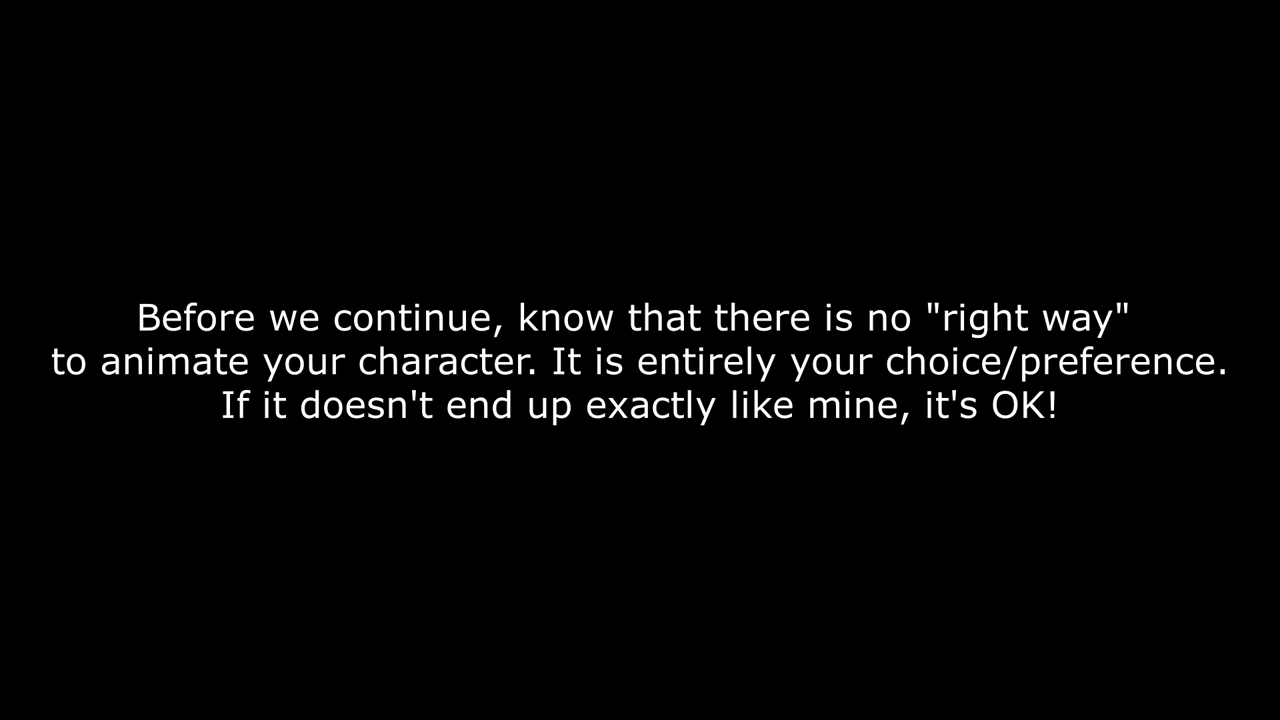 Before we continue, know that there is no "right way"
to animate your character. It is entirely your choice/preference.
If it doesn't end up exactly like mine, it's OK!